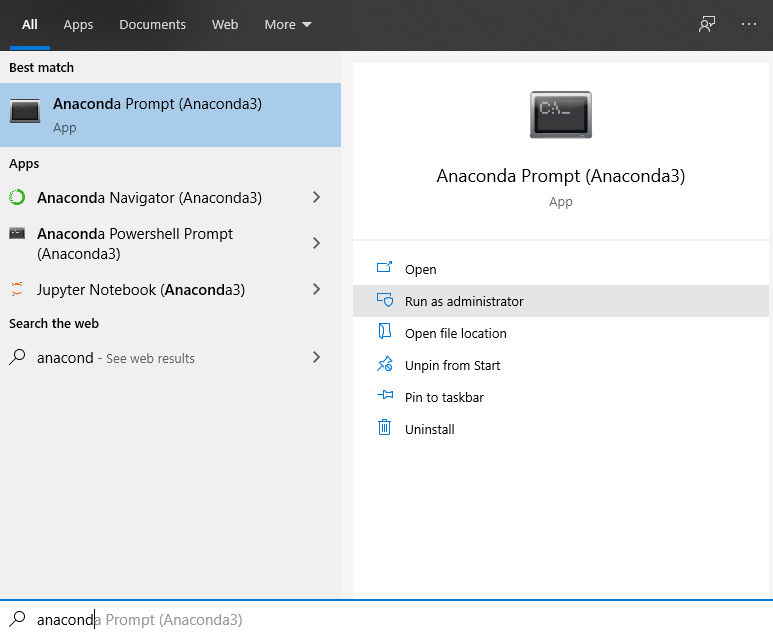 All Apps Documents Web More
Best match
Anaconda Prompt (Anaconda3)
App
Apps
Anaconda Navigator (Anaconda3)
Anaconda Powershell Prompt
(Anaconda3)
Jupyter Notebook (Anaconda3)
Search the web
anacond - See web results
C:\_
Anaconda Prompt (Anaconda3)
App
Open
Run as administrator
Open file location
Unpin from Start
Pin to taskbar
Uninstall
anaconda Prompt (Anaconda3)